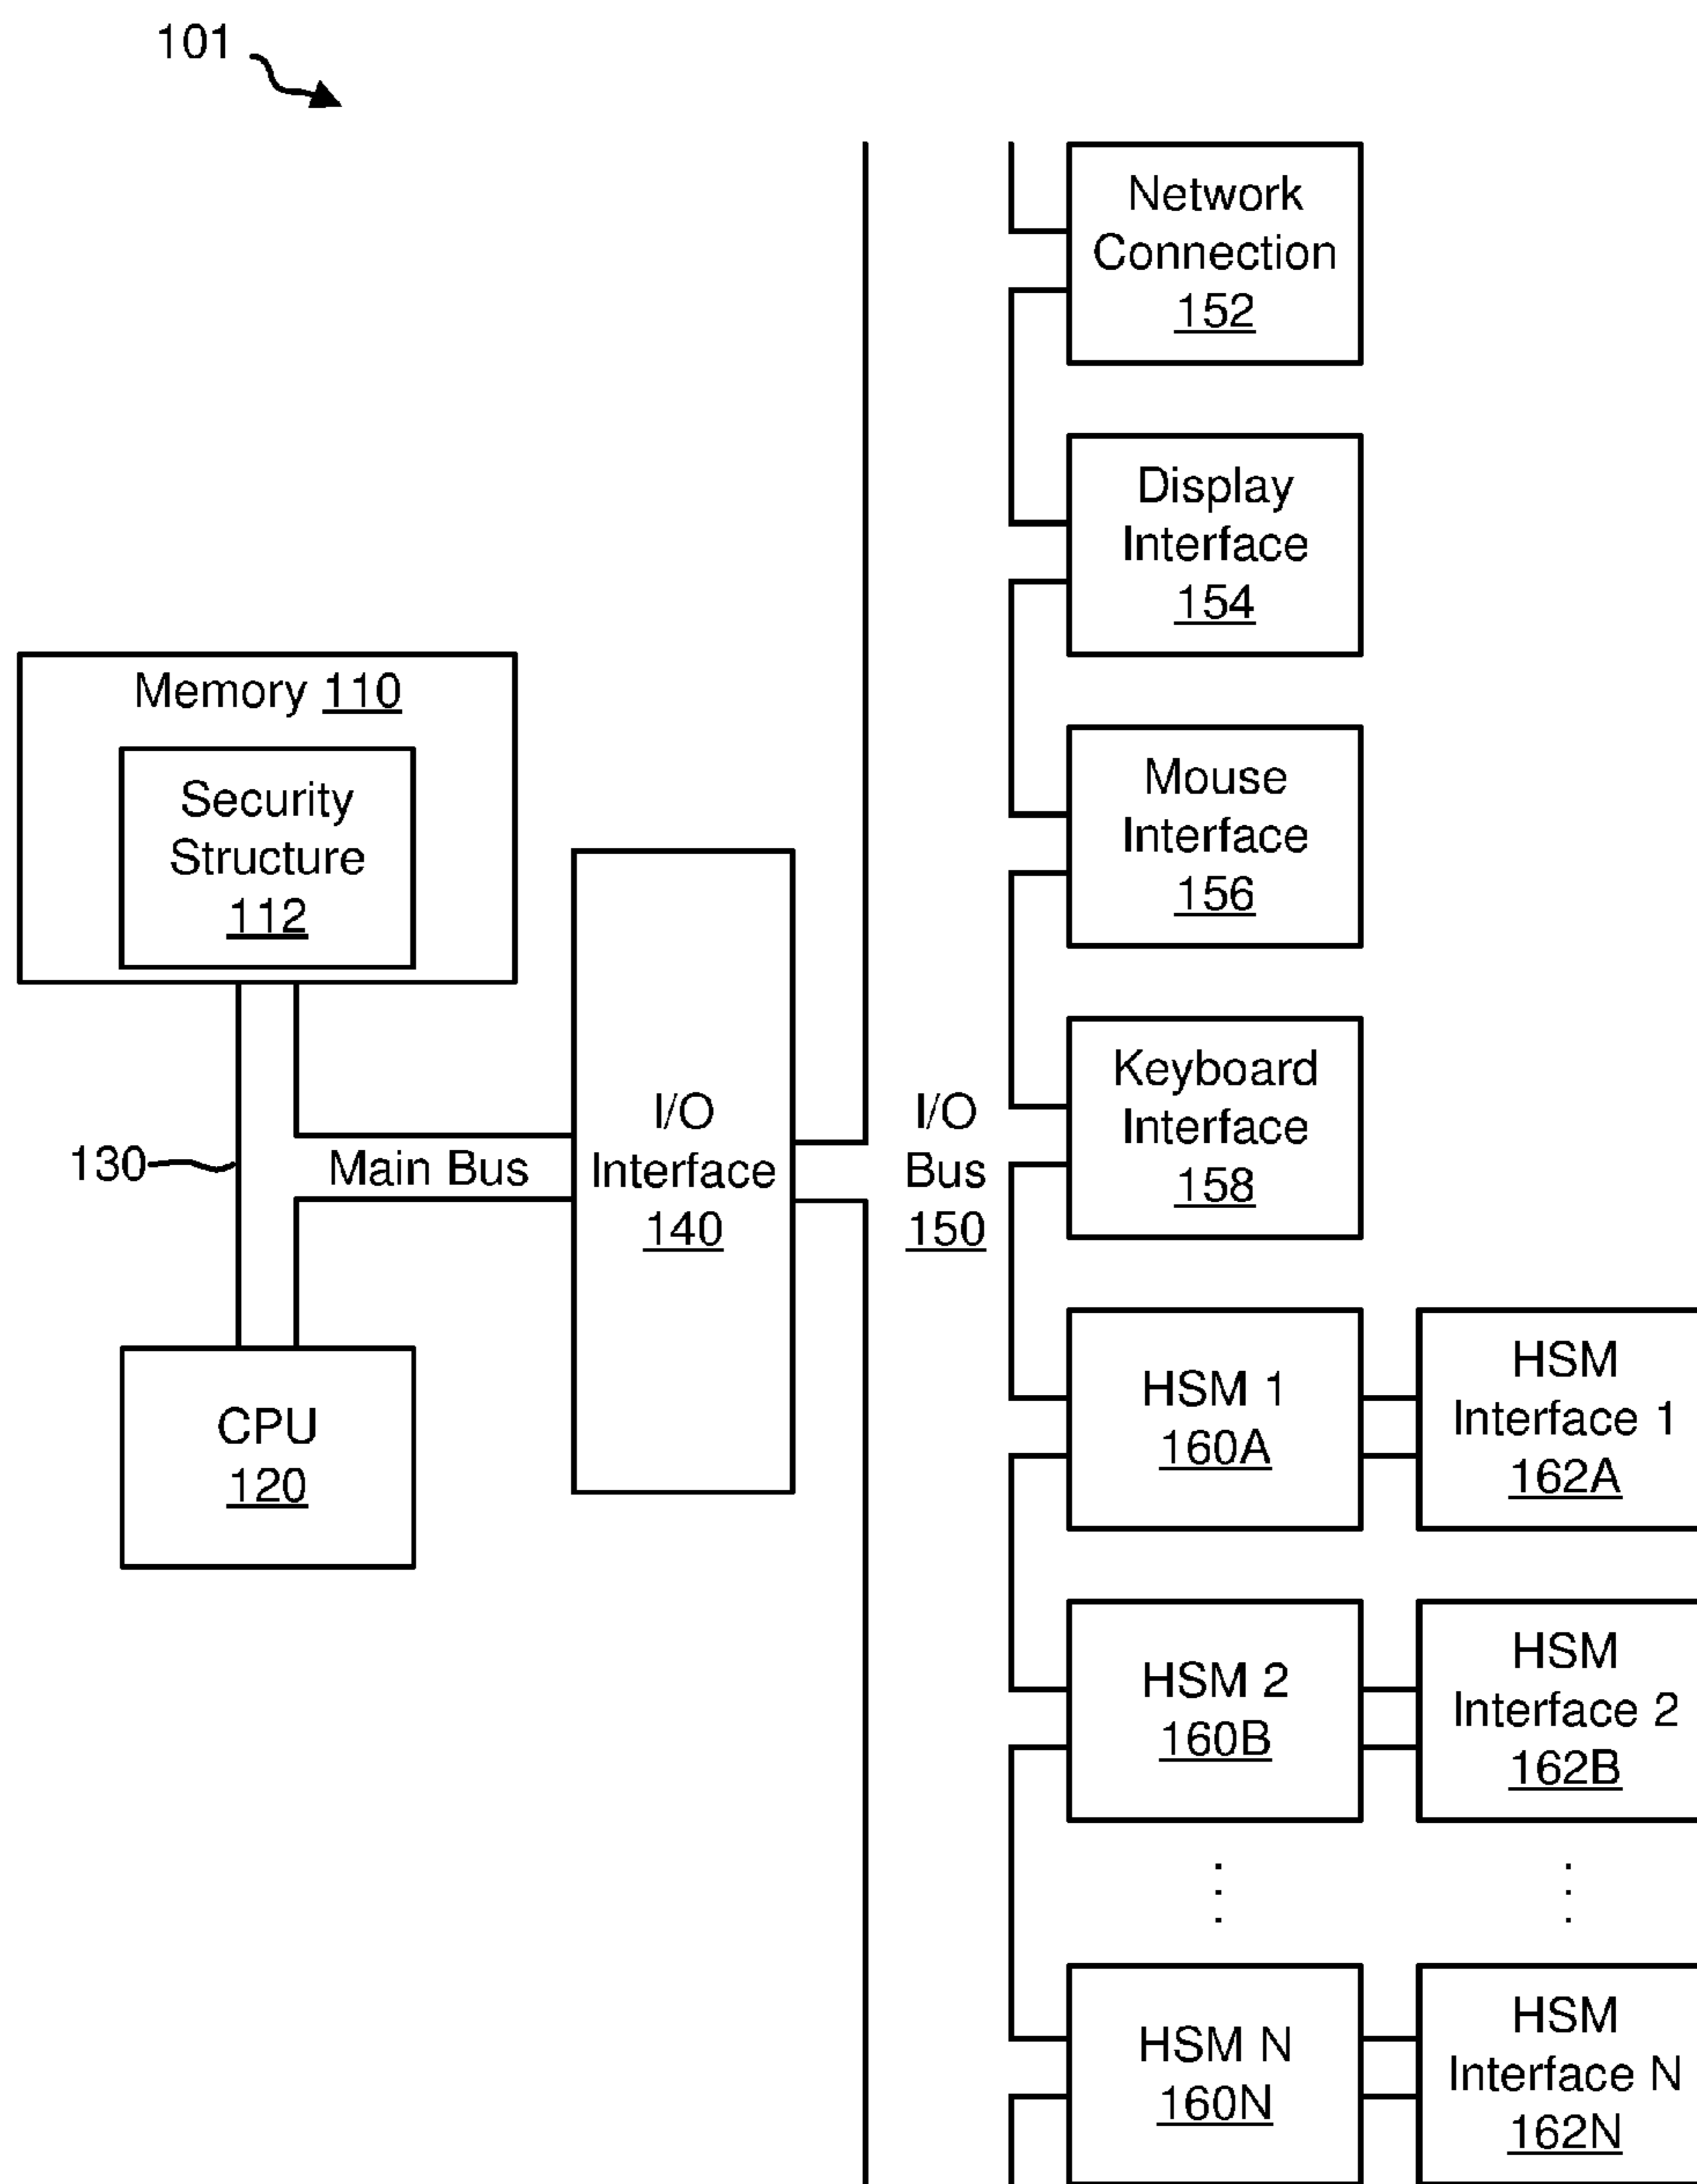 101
Network
Connection
152
Display
Interface
154
Memory 110
Security
Structure
112
Mouse
Interface
156
Keyboard
Interface
158
130
Main Bus
I/O
Interface
140
I/O
Bus
150
CPU
120
HSM 1
160A
HSM
Interface 1
162A
HSM 2
160B
HSM
Interface 2
162B
HSM N
160N
HSM
Interface N
162N